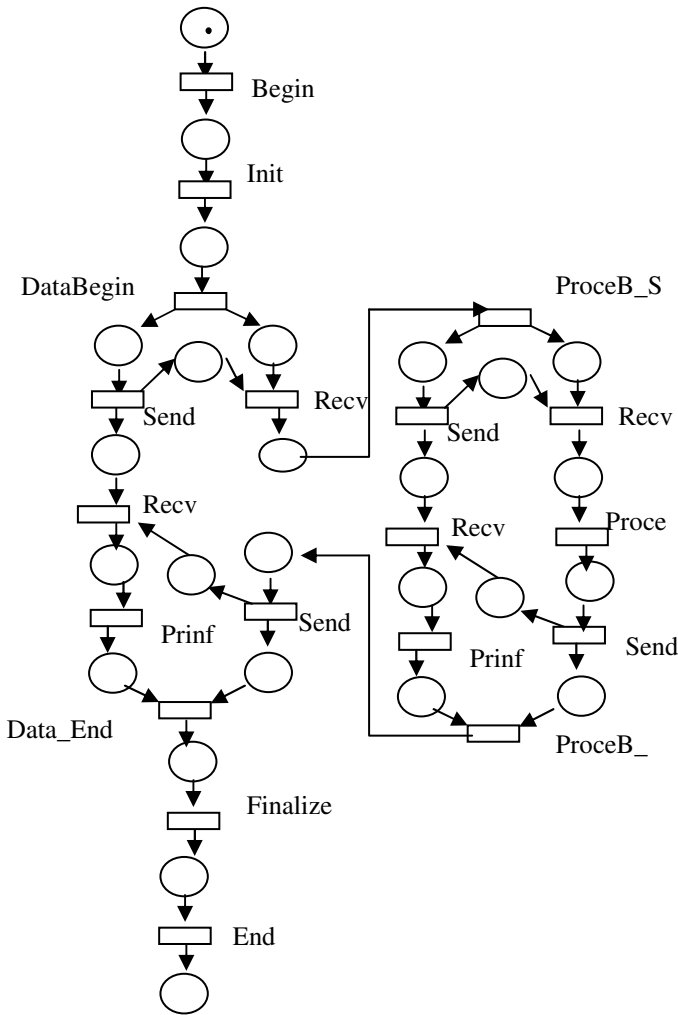 Begin
Init
DataBegin
ProceB_S
Send
Recv
Send
Recv
Recv
Recv
Proce
Prinf
Send
Prinf
Send
Data_End
ProceB_
Finalize
End